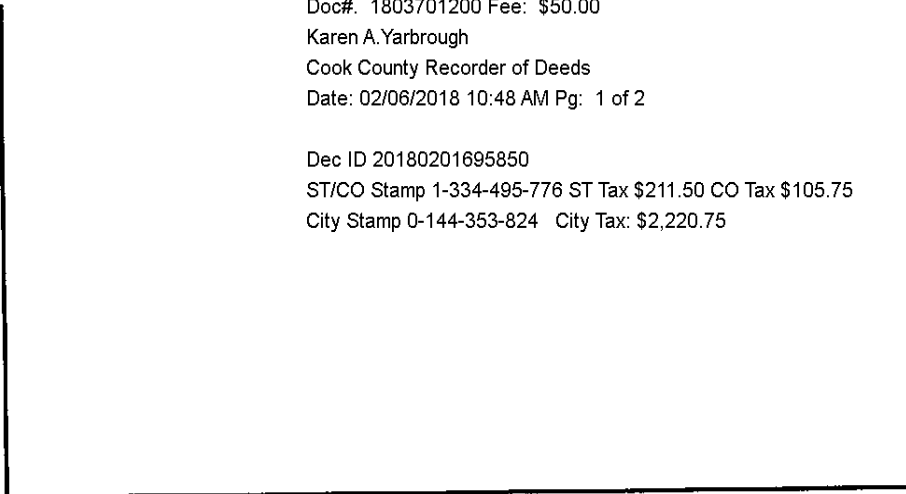 Doc#. 1803701200 Fee: $50.00
Karen A.Yarbrough
Cook County Recorder of Deeds
Date: 02/06/2018 10:48 AM Pg: 1 of 2
Dec ID 20180201695850
ST/CO Stamp 1-334-495-776 ST Tax $211.50 CO Tax $105.75
City Stamp 0-144-353-824 City Tax: $2,220.75